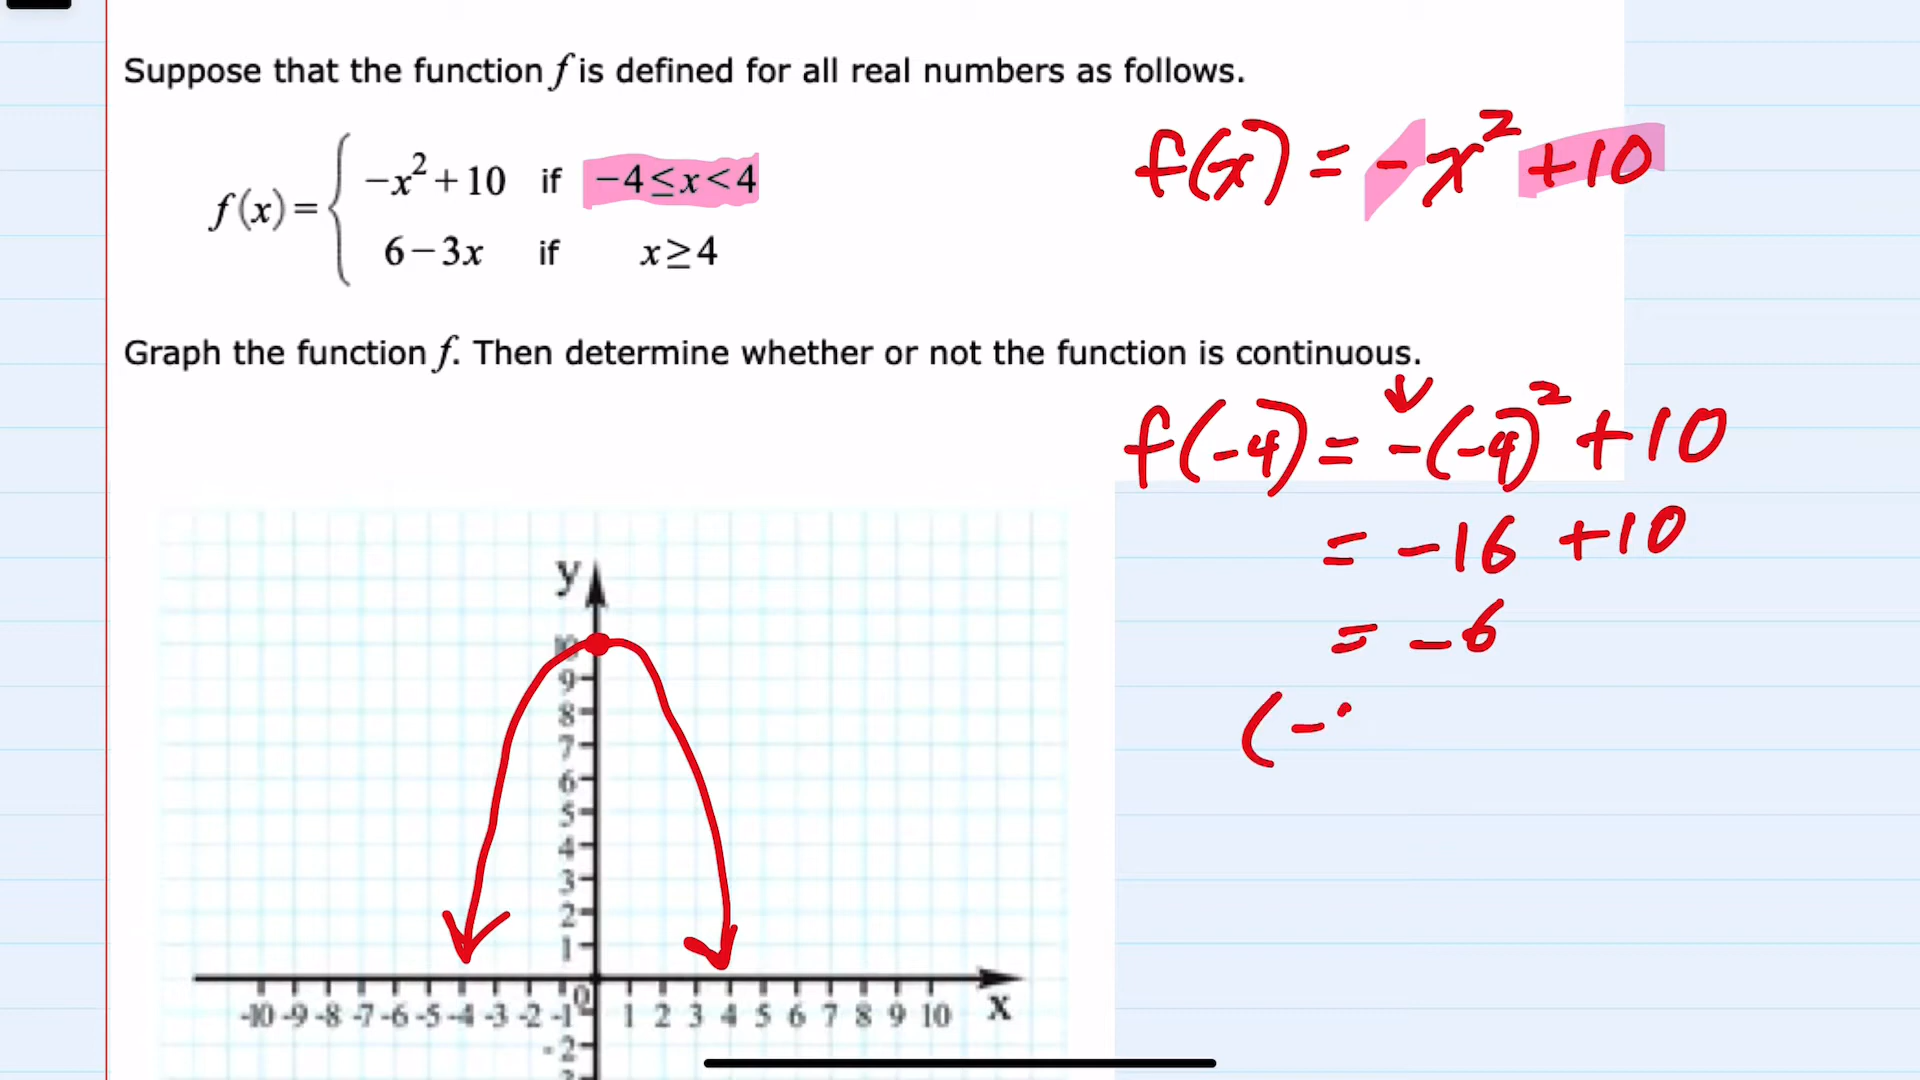 Suppose that the function f is defined for all real numbers as follows.
f(x) = -x² + 10
f(x) = { -x² + 10 if -4 ≤ x < 4
6 - 3x if x ≥ 4
Graph the function f. Then determine whether or not the function is continuous.
f(-4) = -(-4)² + 10
= -16 + 10
= -6
(-
y
10
9
8
7
6
5
4
3
2
1
-10 -9 -8 -7 -6 -5 -4 -3 -2 -1 0 1 2 3 4 5 6 7 8 9 10 x
-2